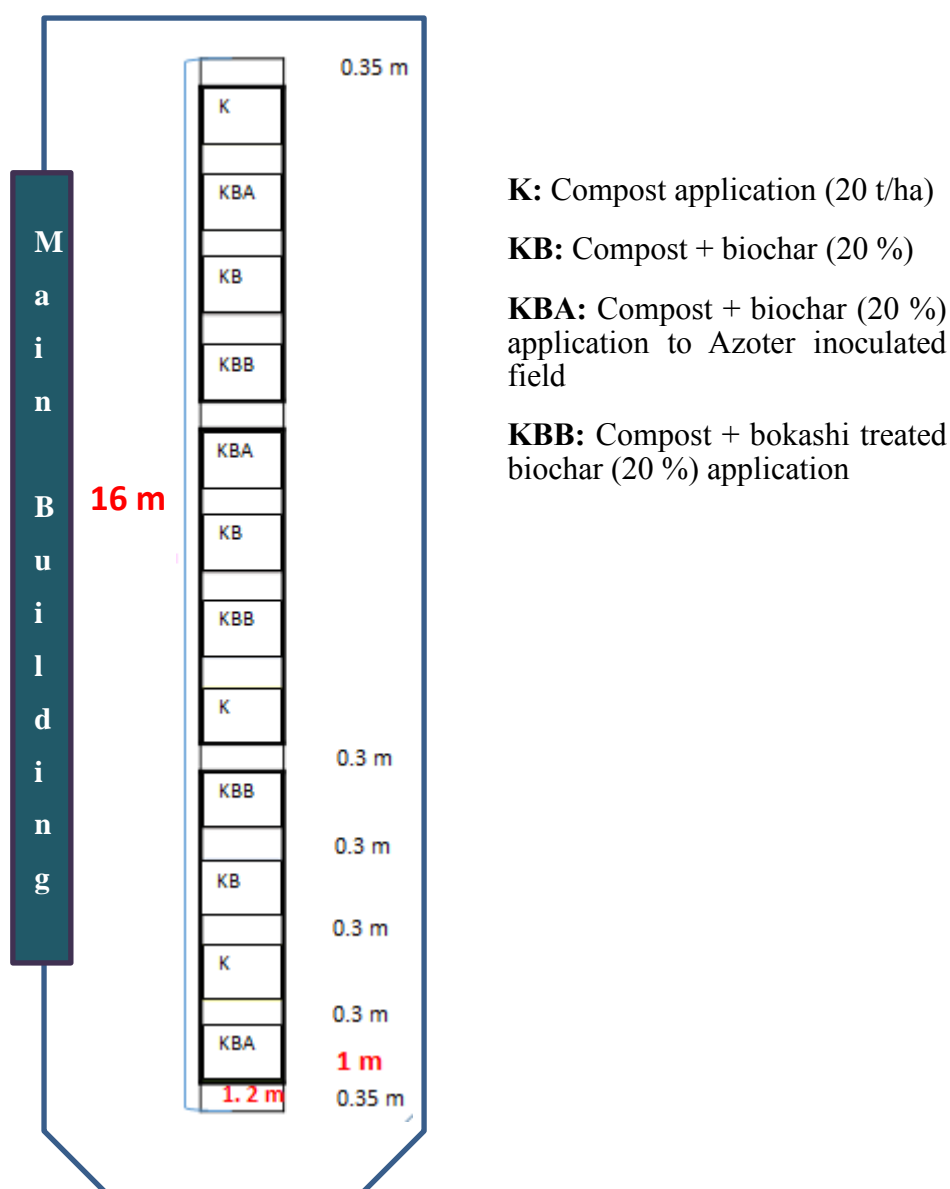 0.35 m
K
KBA
KB
KBB
KBA
KB
KBB
K
0.3 m
KBB
0.3 m
KB
0.3 m
K
0.3 m
KBA
1 m
1. 2 m
0.35 m
16 m
Main Building
K: Compost application (20 t/ha)
KB: Compost + biochar (20 %)
KBA: Compost + biochar (20 %)
application to Azoter inoculated
field
KBB: Compost + bokashi treated
biochar (20 %) application